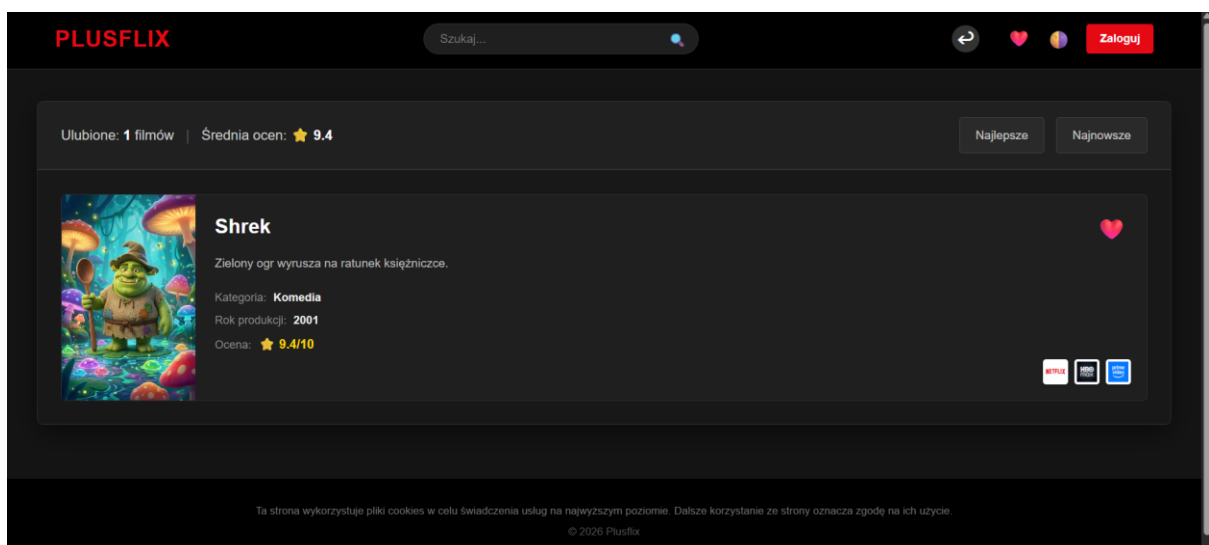 PLUSFLIX
Szukaj...
Zaloguj
Ulubione: 1 filmów | Średnia ocen: 9.4
Najlepsze
Najnowsze
Shrek
Zielony ogr wyrusza na ratunek księżniczce.
Kategoria: Komedia
Rok produkcji: 2001
Ocena: 9.4/10
NETFLIX
HBO
max
prime
video
Ta strona wykorzystuje pliki cookies w celu świadczenia usług na najwyższym poziomie. Dalsze korzystanie ze strony oznacza zgodę na ich użycie.
© 2026 Plusflix